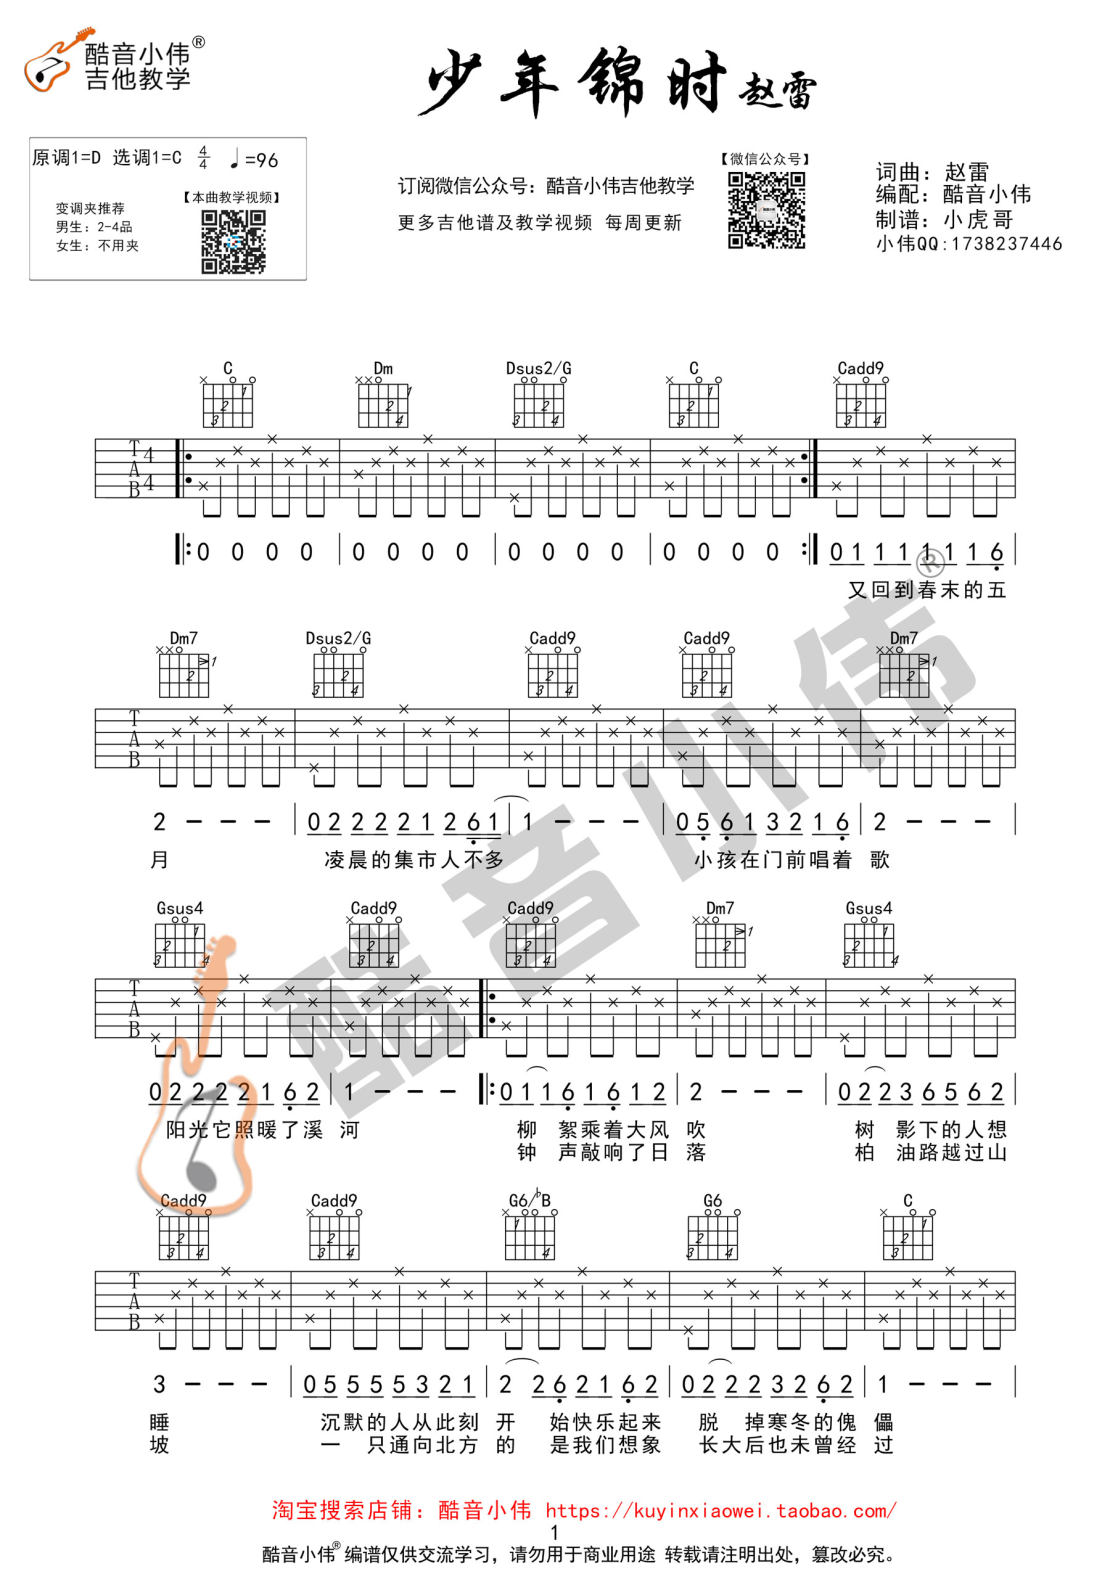 酷音小伟®
吉他教学
少年锦时 赵雷
原调1=D 选调1=C 4/4 ♩=96
【本曲教学视频】
变调夹推荐
男生：2-4品
女生：不用夹
订阅微信公众号：酷音小伟吉他教学
更多吉他谱及教学视频 每周更新
【微信公众号】
词曲：赵雷
编配：酷音小伟
制谱：小虎哥
小伟QQ:1738237446
C Dm Dsus2/G C Cadd9
T A B 4 4
0 0 0 0 0 0 0 0 0 0 0 0 0 0 0 0 0 1 1 1 1 1 1 6
又回到春末的五
Dm7 Dsus2/G Cadd9 Cadd9 Dm7
T A B
2 - - - 0 2 2 2 2 1 2 6 1 1 - - - 0 5 6 1 3 2 1 6 2 - - -
月 凌晨的集市人不多 小孩在门前唱着 歌
Gsus4 Cadd9 Cadd9 Dm7 Gsus4
T A B
0 2 2 2 2 1 6 2 1 - - - 0 1 1 6 1 6 1 2 2 - - - 0 2 2 3 6 5 6 2
阳光它照暖了溪 河 柳 絮乘着大风 吹 树 影下的人想
钟 声敲响了日 落 柏 油路越过山
Cadd9 Cadd9 G6/♭B G6 C
T A B
3 - - - 0 5 5 5 5 3 2 1 2 2 6 2 1 6 2 0 2 2 2 3 2 6 2 1 - - -
睡 沉默的人从此刻 开 始快乐起来 脱 掉寒冬的傀 儡
坡 一 只通向北方 的 是我们想象 长大后也未曾经 过
酷音小伟®
淘宝搜索店铺：酷音小伟 https://kuyinxiaowei.taobao.com/
1
酷音小伟® 编谱仅供交流学习，请勿用于商业用途 转载请注明出处，篡改必究。